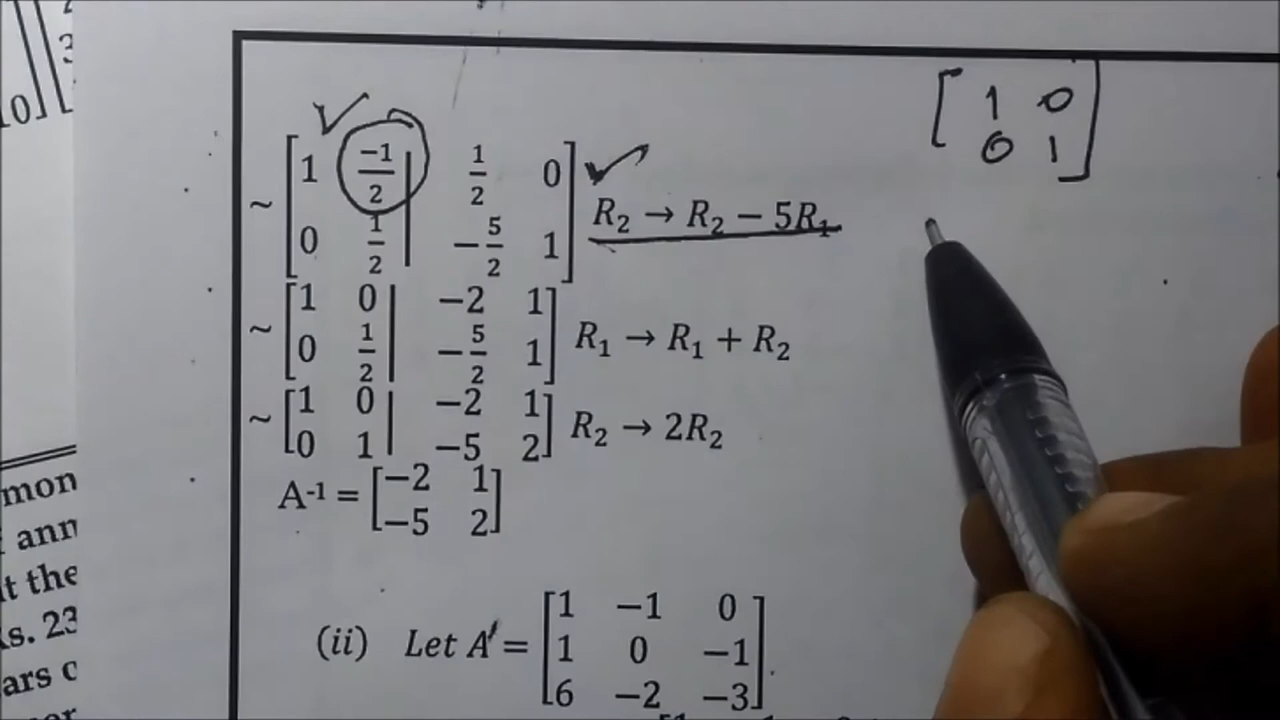 [ 1 0
0 1 ]
~ [ 1 -1/2 | 1/2 0
0 1/2 | −5/2 1 ] R₂ → R₂ − 5R₁
~ [ 1 0 | −2 1
0 1/2 | −5/2 1 ] R₁ → R₁ + R₂
~ [ 1 0 | −2 1
0 1 | −5 2 ] R₂ → 2R₂
A⁻¹ = [ −2 1
−5 2 ]
(ii) Let A = [ 1 −1 0
1 0 −1
6 −2 −3 ]
3
10
mon
ann
t the
s. 23
ars